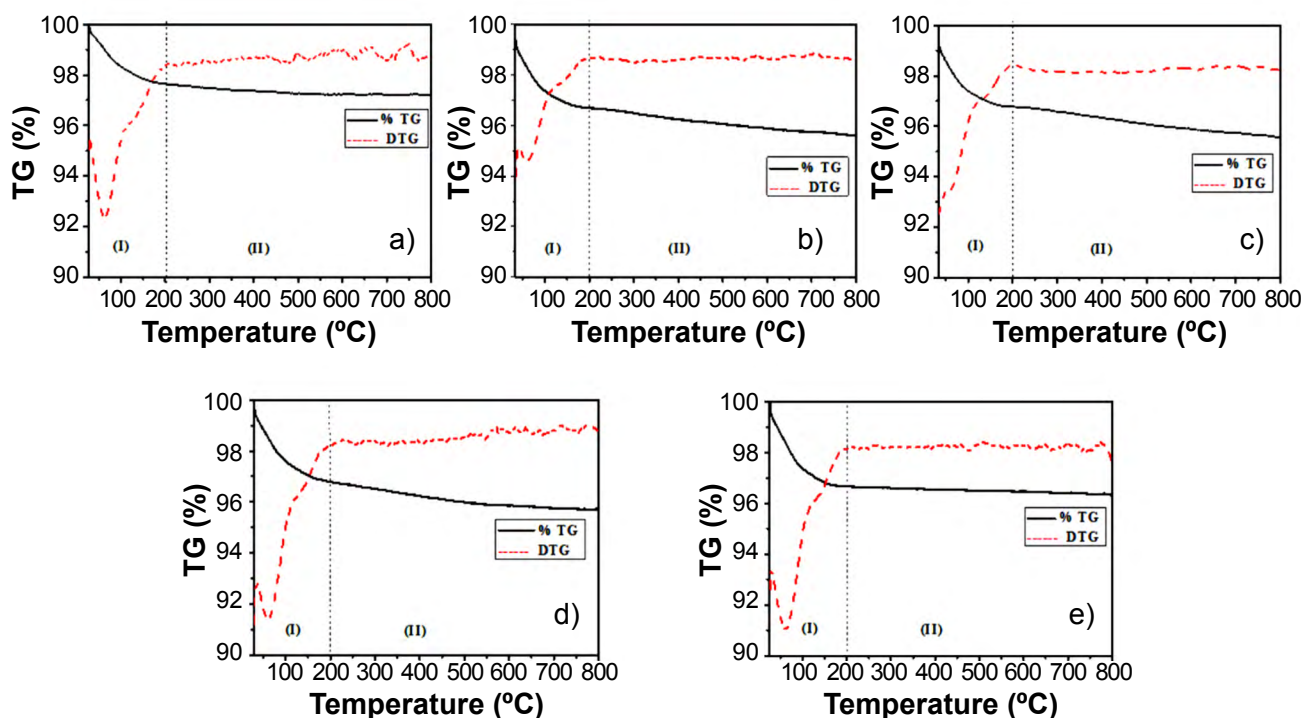 100
98
96
94
92
90
TG (%)
% TG
DTG
(I)
(II)
a)
100 200 300 400 500 600 700 800
Temperature (ºC)
100
98
96
94
92
90
% TG
DTG
(I)
(II)
b)
100 200 300 400 500 600 700 800
Temperature (ºC)
100
98
96
94
92
90
TG (%)
% TG
DTG
(I)
(II)
c)
100 200 300 400 500 600 700 800
Temperature (ºC)
100
98
96
94
92
90
TG (%)
% TG
DTG
(I)
(II)
d)
100 200 300 400 500 600 700 800
Temperature (ºC)
100
98
96
94
92
90
TG (%)
% TG
DTG
(I)
(II)
e)
100 200 300 400 500 600 700 800
Temperature (ºC)